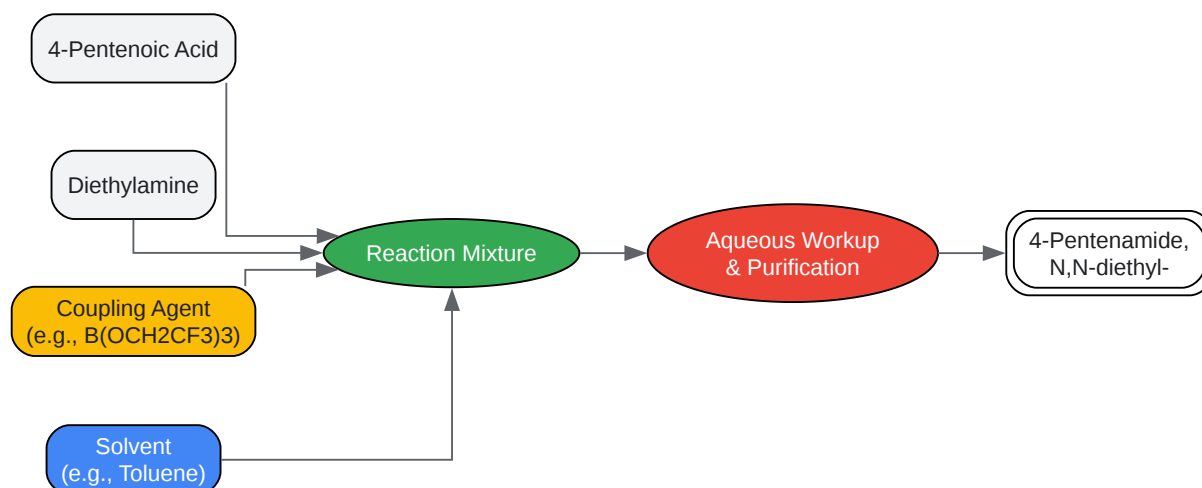 4-Pentenoic Acid
Diethylamine
Coupling Agent
(e.g., B(OCH2CF3)3)
Solvent
(e.g., Toluene)
Reaction Mixture
Aqueous Workup
& Purification
4-Pentenamide,
N,N-diethyl-